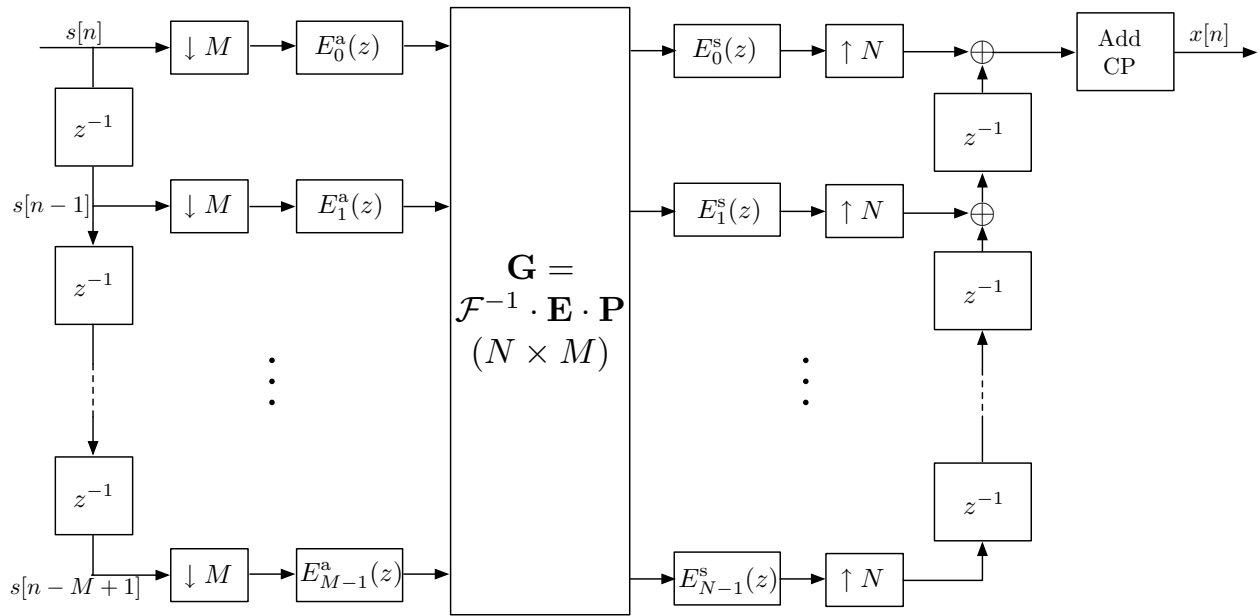 s[n]
↓ M
E_0^a(z)
E_0^s(z)
↑ N
Add
CP
x[n]
z^{-1}
z^{-1}
s[n − 1]
↓ M
E_1^a(z)
E_1^s(z)
↑ N
z^{-1}
z^{-1}
G =
ℱ^{-1} · E · P
(N × M)
z^{-1}
z^{-1}
s[n − M + 1]
↓ M
E_{M−1}^a(z)
E_{N−1}^s(z)
↑ N